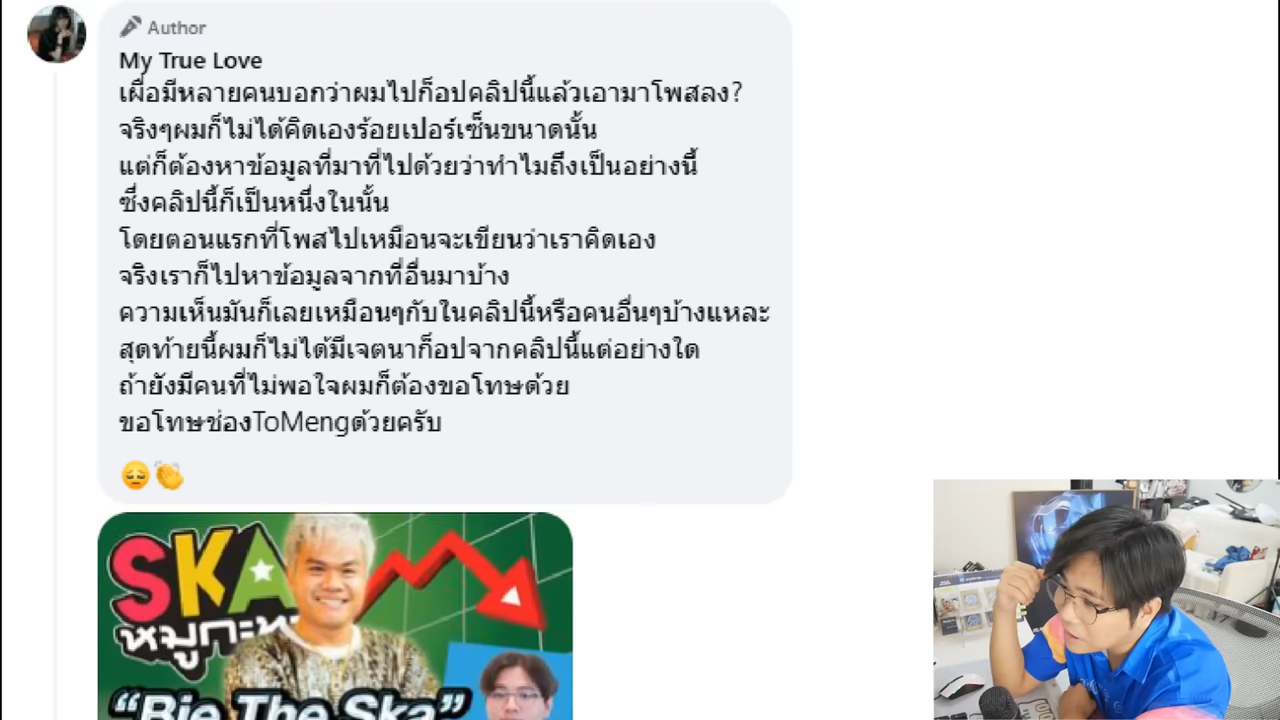 Author
My True Love
เผื่อมีหลายคนบอกว่าผมไปก็อปคลิปนี้แล้วเอามาโพสลง?
จริงๆผมก็ไม่ได้คิดเองร้อยเปอร์เซ็นขนาดนั้น
แต่ก็ต้องหาข้อมูลที่มาที่ไปด้วยว่าทำไมถึงเป็นอย่างนี้
ซึ่งคลิปนี้ก็เป็นหนึ่งในนั้น
โดยตอนแรกที่โพสไปเหมือนจะเขียนว่าเราคิดเอง
จริงเราก็ไปหาข้อมูลจากที่อื่นมาบ้าง
ความเห็นมันก็เลยเหมือนๆกับในคลิปนี้หรือคนอื่นๆบ้างแหละ
สุดท้ายนี้ผมก็ไม่ได้มีเจตนาก็อปจากคลิปนี้แต่อย่างใด
ถ้ายังมีคนที่ไม่พอใจผมก็ต้องขอโทษด้วย
ขอโทษช่องToMengด้วยครับ
SKA
หมูกะทะ
"Bie The Ska"